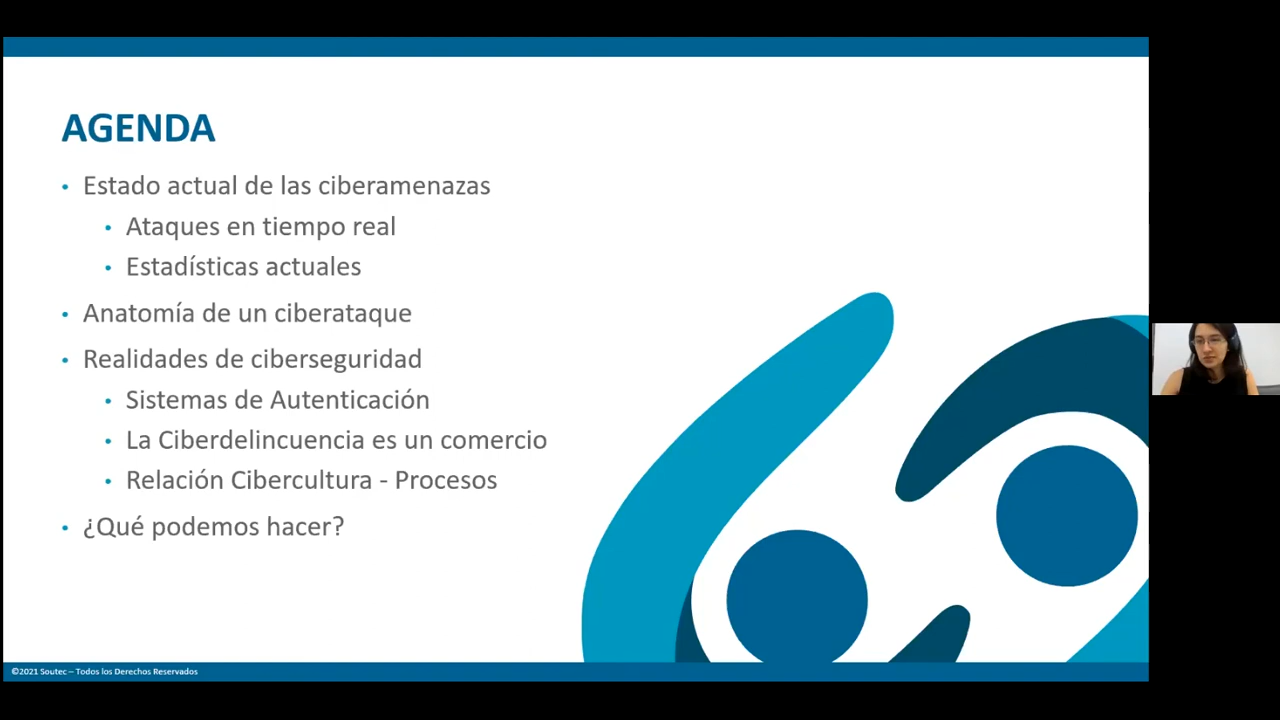 AGENDA
• Estado actual de las ciberamenazas
• Ataques en tiempo real
• Estadísticas actuales
• Anatomía de un ciberataque
• Realidades de ciberseguridad
• Sistemas de Autenticación
• La Ciberdelincuencia es un comercio
• Relación Cibercultura - Procesos
• ¿Qué podemos hacer?
©2021 Soutec – Todos los Derechos Reservados